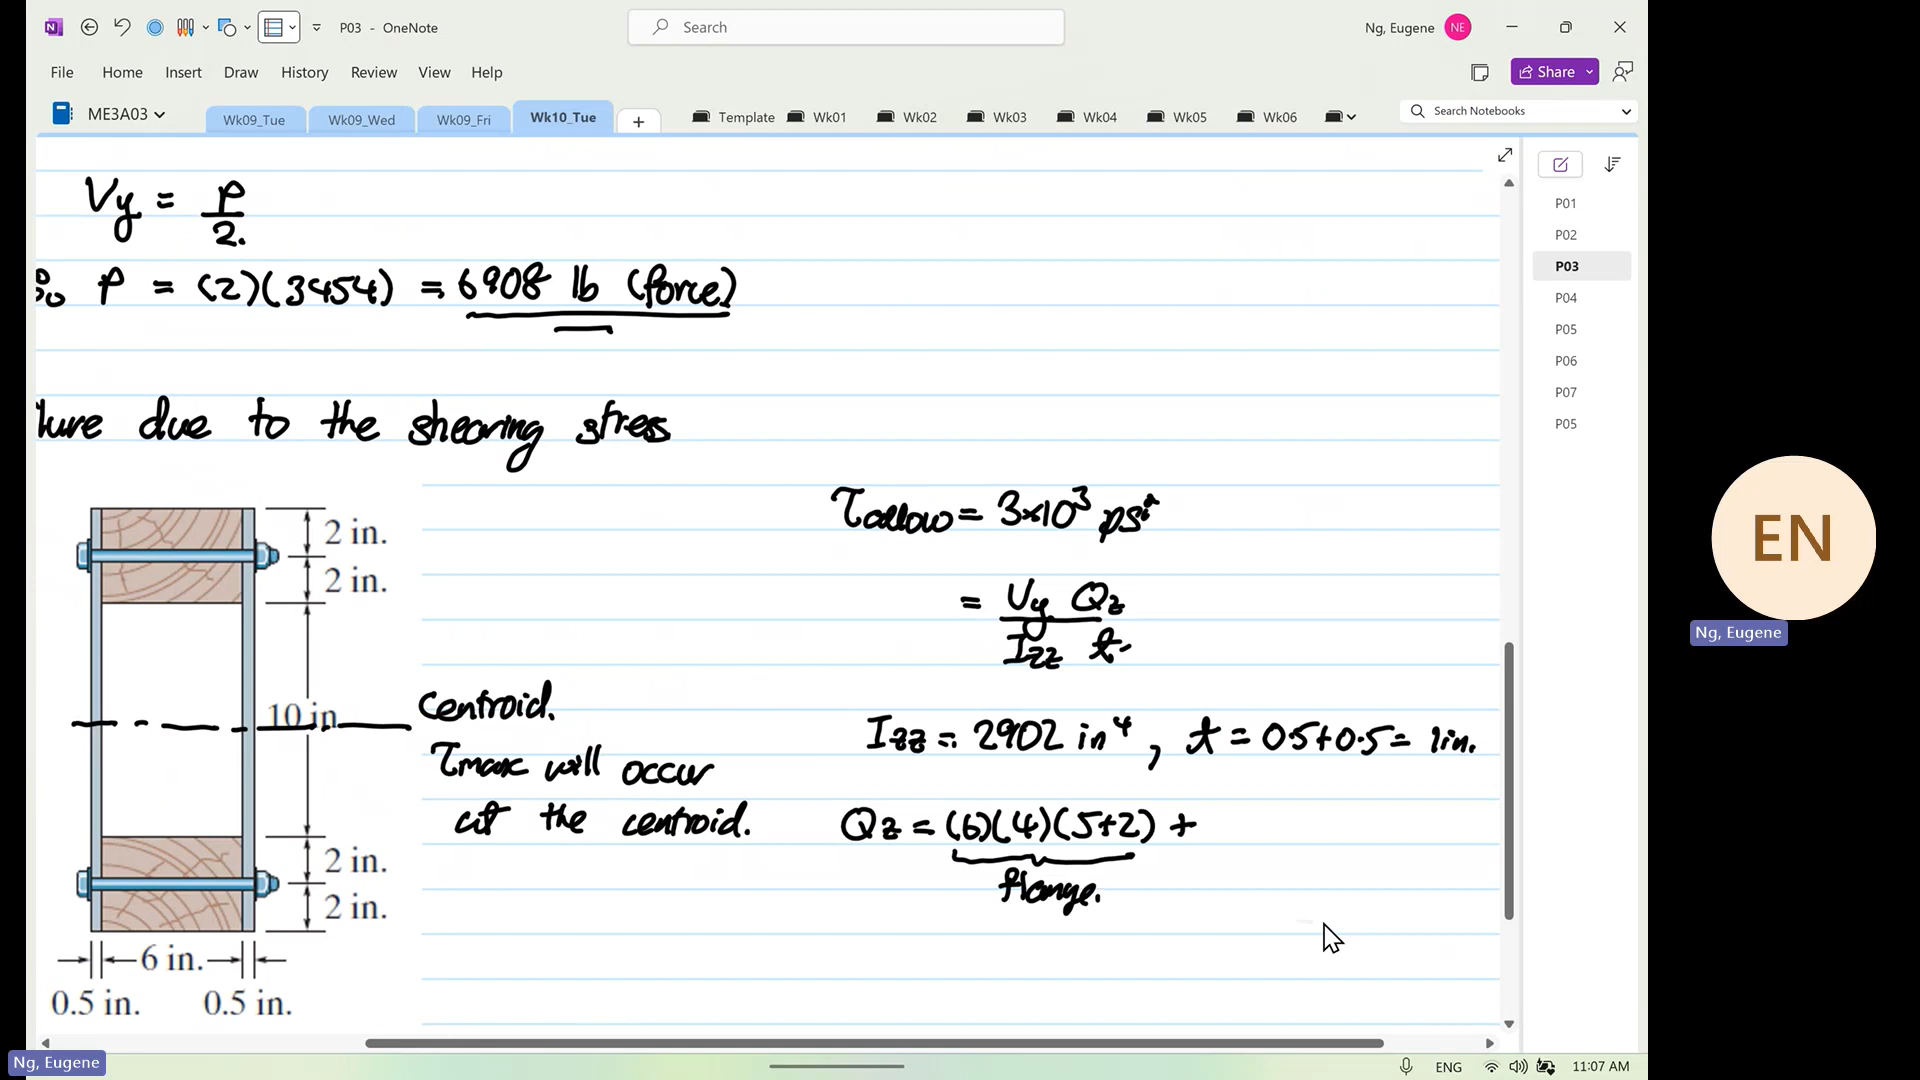 P03 - OneNote
Search
Ng, Eugene
NE
File Home Insert Draw History Review View Help
Share
ME3A03
Wk09_Tue Wk09_Wed Wk09_Fri Wk10_Tue + Template Wk01 Wk02 Wk03 Wk04 Wk05 Wk06
Search Notebooks
P01
P02
P03
P04
P05
P06
P07
P05
Vy = P/2.
P = (2)(3454) = 6908 lb (force)
lure due to the shearing stress
2 in.
2 in.
10 in.
2 in.
2 in.
6 in.
0.5 in. 0.5 in.
centroid.
τmax will occur
at the centroid.
τallow = 3×10³ psi
= Vy Qz / Izz t
Izz = 2902 in⁴, t = 0.5+0.5 = 1in.
Qz = (6)(4)(5+2) +
flange.
EN
Ng, Eugene
Ng, Eugene
ENG
11:07 AM